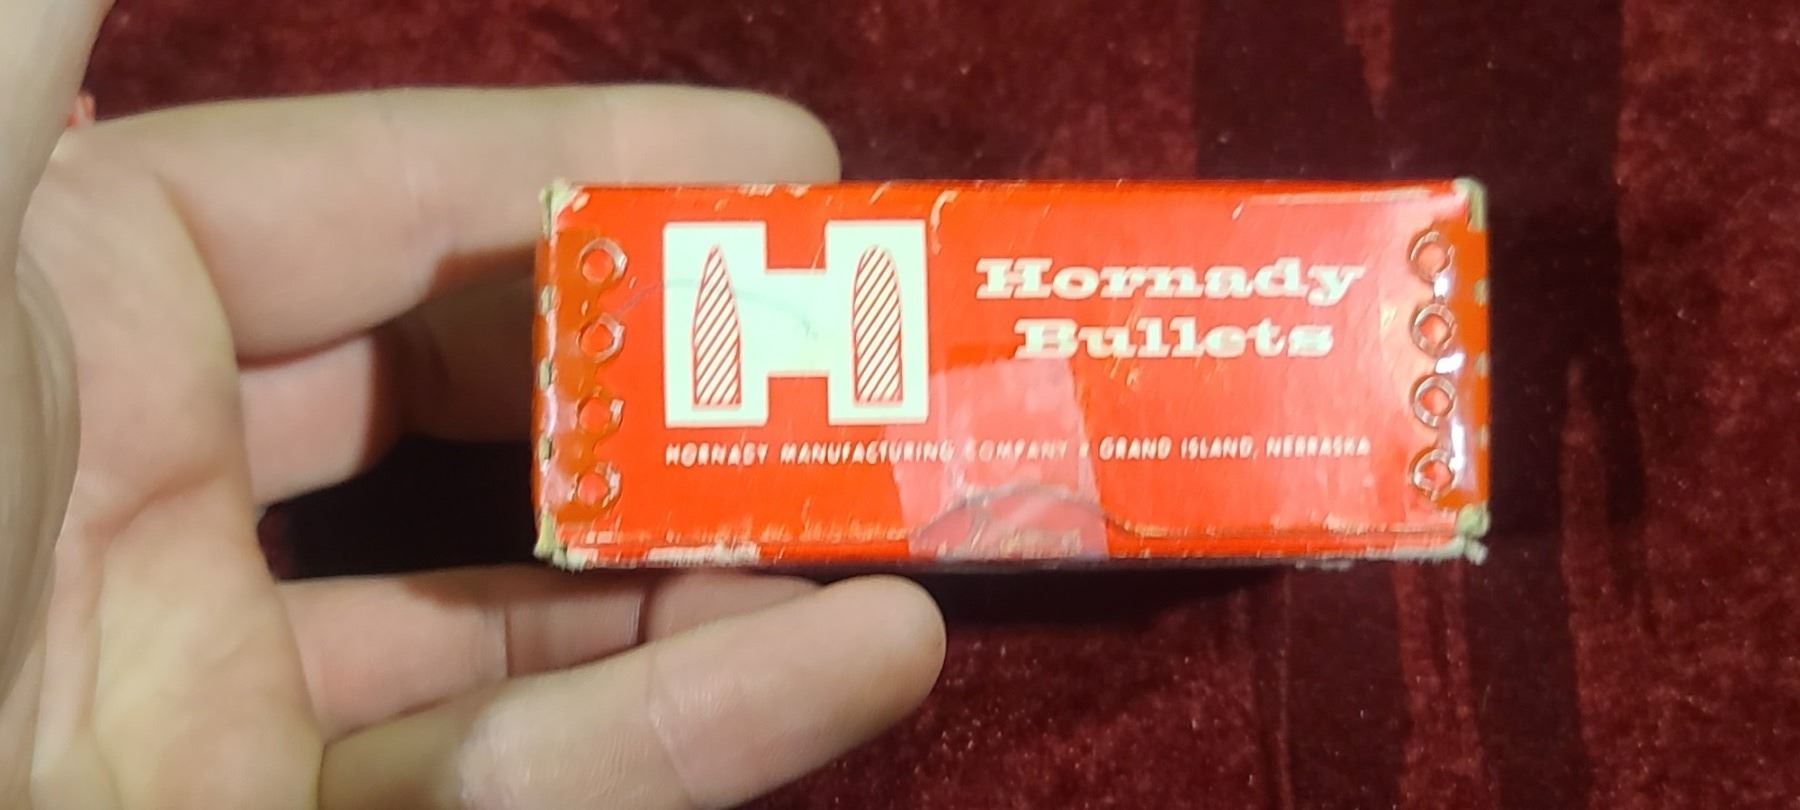 H
Hornady
Bullets
HORNADY MANUFACTURING COMPANY • GRAND ISLAND, NEBRASKA